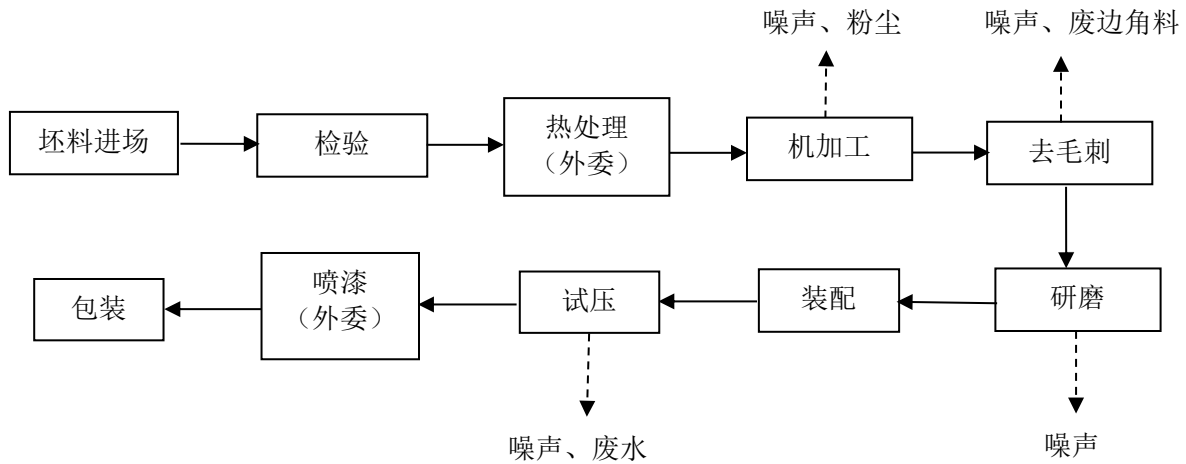 噪声、粉尘
噪声、废边角料
坯料进场
检验
热处理
（外委）
机加工
去毛刺
包装
喷漆
（外委）
试压
装配
研磨
噪声、废水
噪声